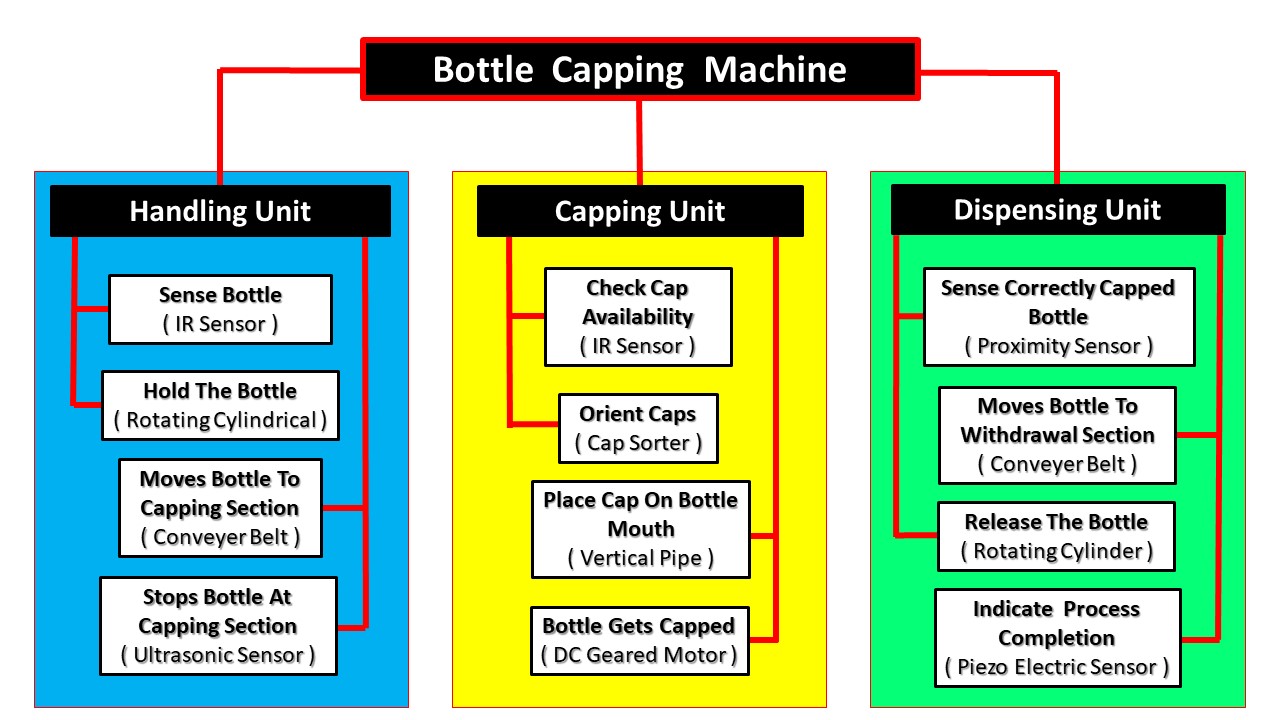 Bottle Capping Machine
Handling Unit
Sense Bottle
( IR Sensor )
Hold The Bottle
( Rotating Cylindrical )
Moves Bottle To
Capping Section
( Conveyer Belt )
Stops Bottle At
Capping Section
( Ultrasonic Sensor )
Capping Unit
Check Cap
Availability
( IR Sensor )
Orient Caps
( Cap Sorter )
Place Cap On Bottle
Mouth
( Vertical Pipe )
Bottle Gets Capped
( DC Geared Motor )
Dispensing Unit
Sense Correctly Capped
Bottle
( Proximity Sensor )
Moves Bottle To
Withdrawal Section
( Conveyer Belt )
Release The Bottle
( Rotating Cylinder )
Indicate Process
Completion
( Piezo Electric Sensor )